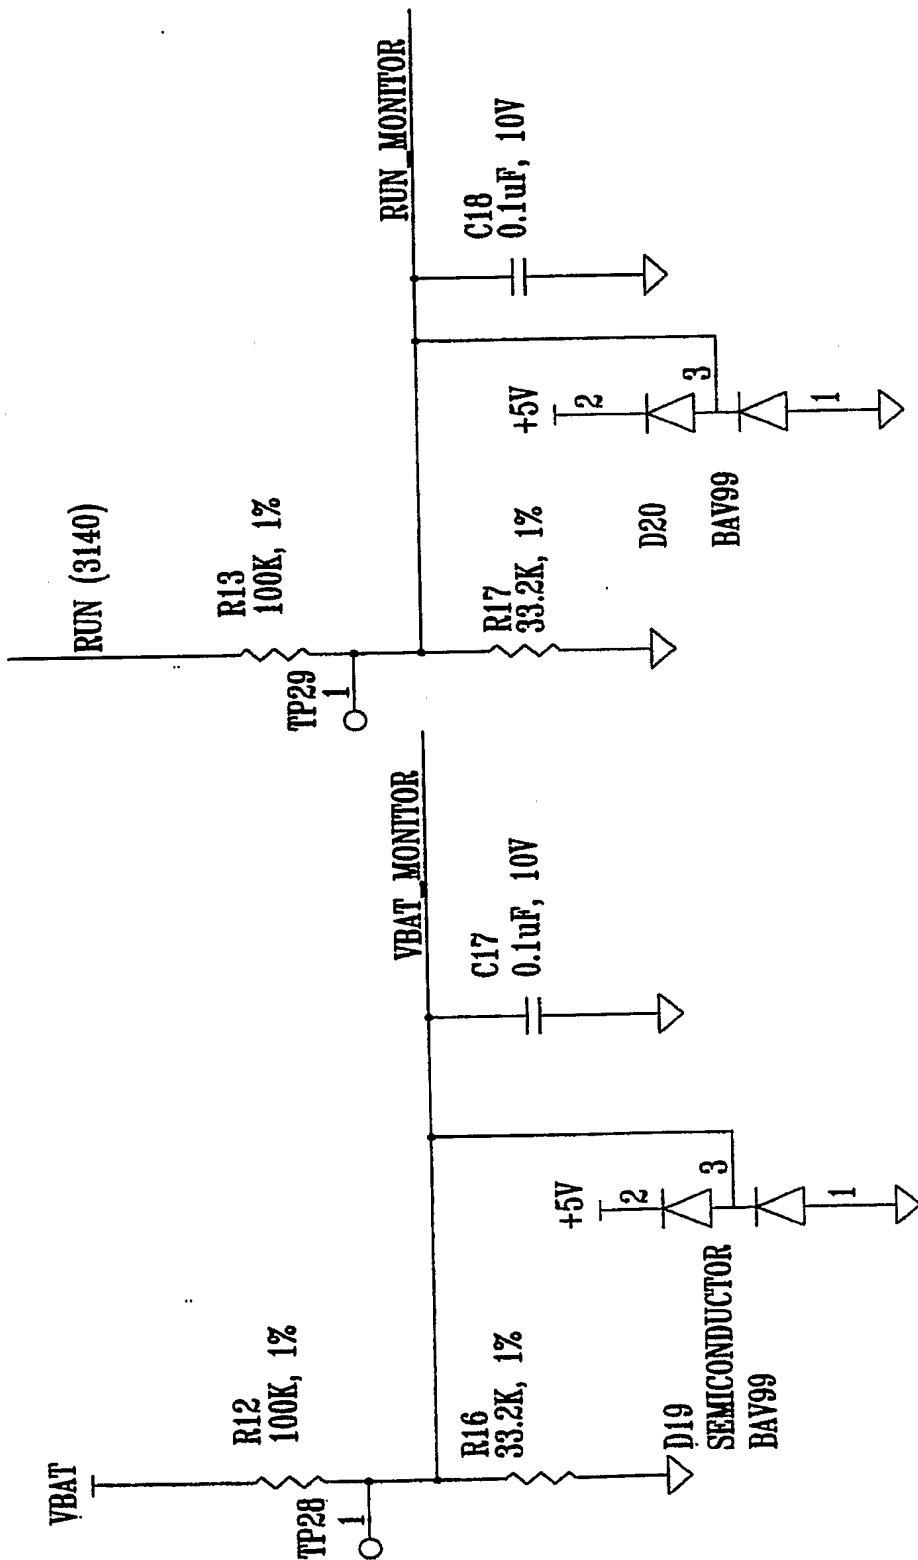 RUN (3140)
R13
100K, 1%
TP29
1
R17
33.2K, 1%
RUN_MONITOR
C18
0.1uF, 10V
+5V
2
3
1
D20
BAV99
VBAT
R12
100K, 1%
TP28
1
R16
33.2K, 1%
VBAT_MONITOR
C17
0.1uF, 10V
+5V
2
3
1
D19
SEMICONDUCTOR
BAV99